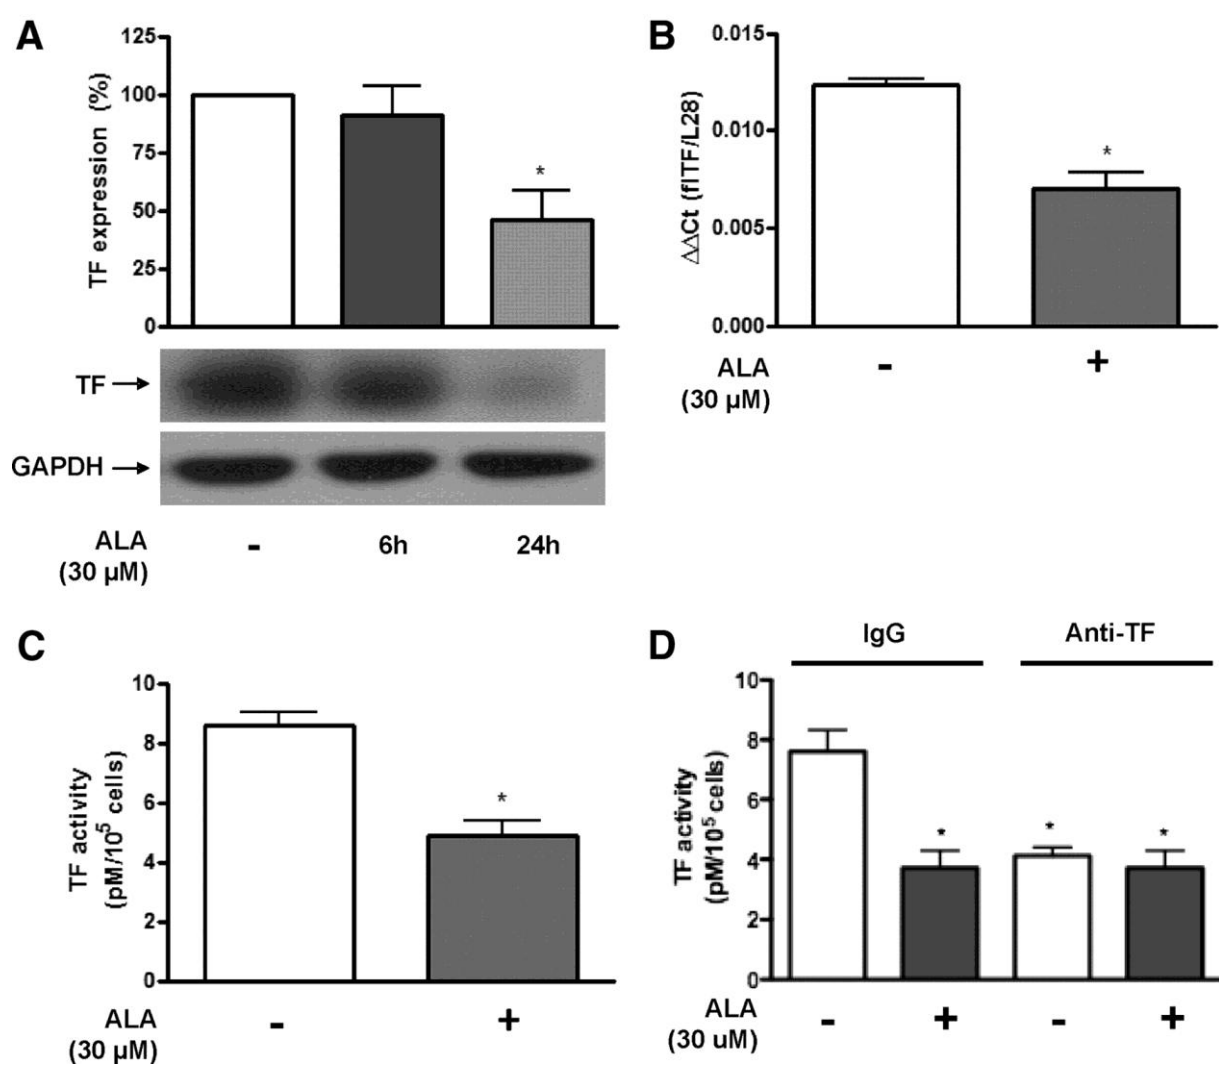 A
TF expression (%)
125
100
75
50
25
0
*
TF
GAPDH
ALA
(30 µM)
-
6h
24h
B
ΔΔCt (flTF/L28)
0.015
0.010
0.005
0.000
*
ALA
(30 µM)
-
+
C
TF activity
(pM/10⁵ cells)
10
8
6
4
2
0
*
ALA
(30 µM)
-
+
D
IgG
Anti-TF
TF activity
(pM/10⁵ cells)
10
8
6
4
2
0
*
*
*
ALA
(30 uM)
-
+
-
+